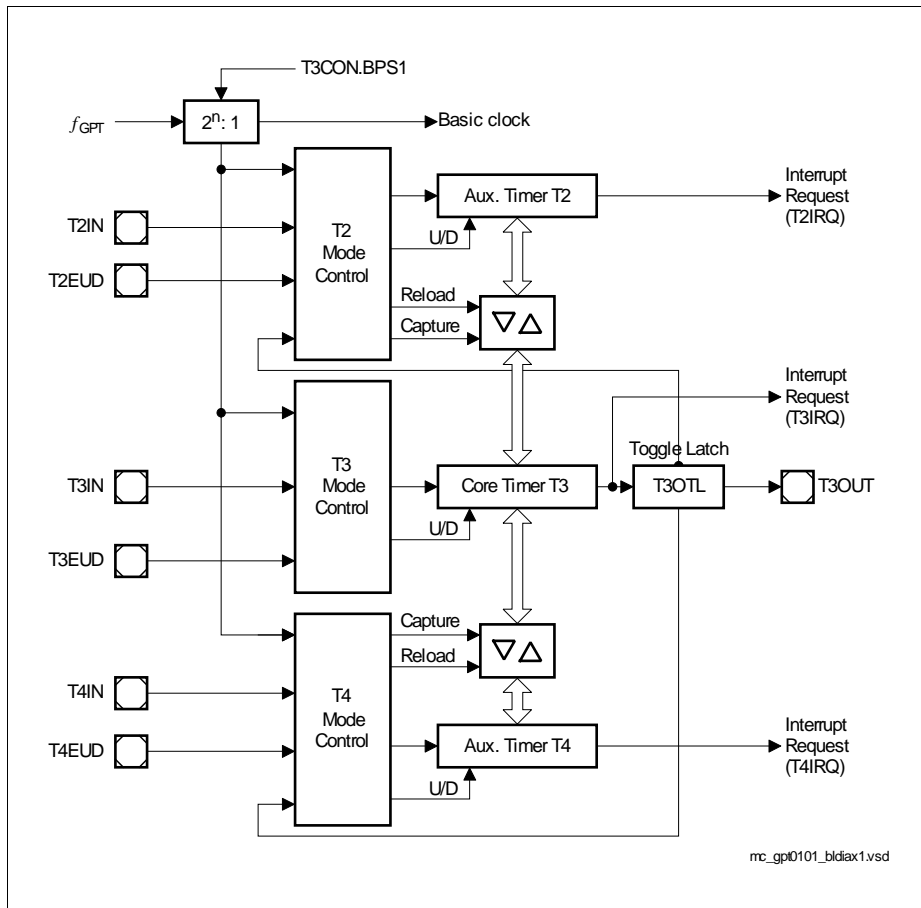 T3CON.BPS1
fGPT
2n: 1
Basic clock
Interrupt
Request
(T2IRQ)
Aux. Timer T2
T2IN
T2
Mode
Control
U/D
T2EUD
Reload
Capture
Interrupt
Request
(T3IRQ)
Toggle Latch
T3IN
T3
Mode
Control
Core Timer T3
T3OTL
T3OUT
U/D
T3EUD
Capture
Reload
T4IN
T4
Mode
Control
T4EUD
Aux. Timer T4
Interrupt
Request
(T4IRQ)
U/D
mc_gpt0101_bldiax1.vsd